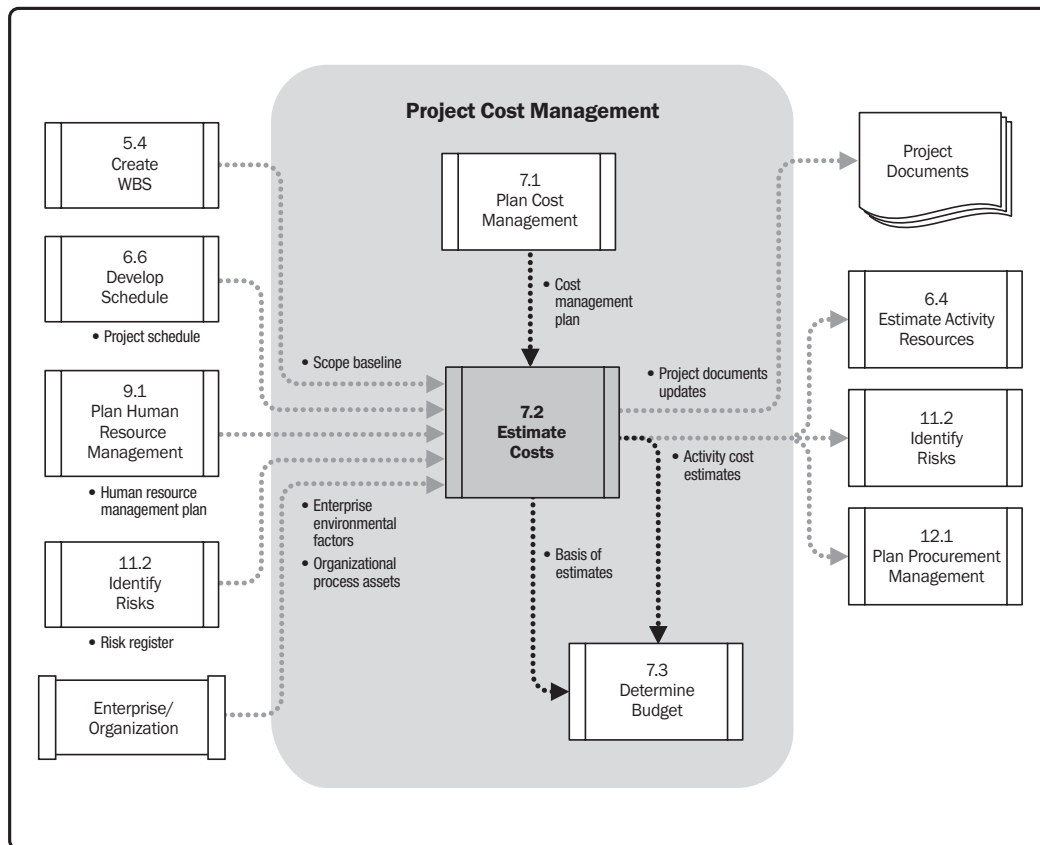 Project Cost Management
5.4
Create
WBS
6.6
Develop
Schedule
• Project schedule
9.1
Plan Human
Resource
Management
• Human resource
management plan
11.2
Identify
Risks
• Risk register
Enterprise/
Organization
7.1
Plan Cost
Management
• Cost
management
plan
• Scope baseline
7.2
Estimate
Costs
• Enterprise
environmental
factors
• Organizational
process assets
• Project documents
updates
• Activity cost
estimates
• Basis of
estimates
7.3
Determine
Budget
Project
Documents
6.4
Estimate Activity
Resources
11.2
Identify
Risks
12.1
Plan Procurement
Management